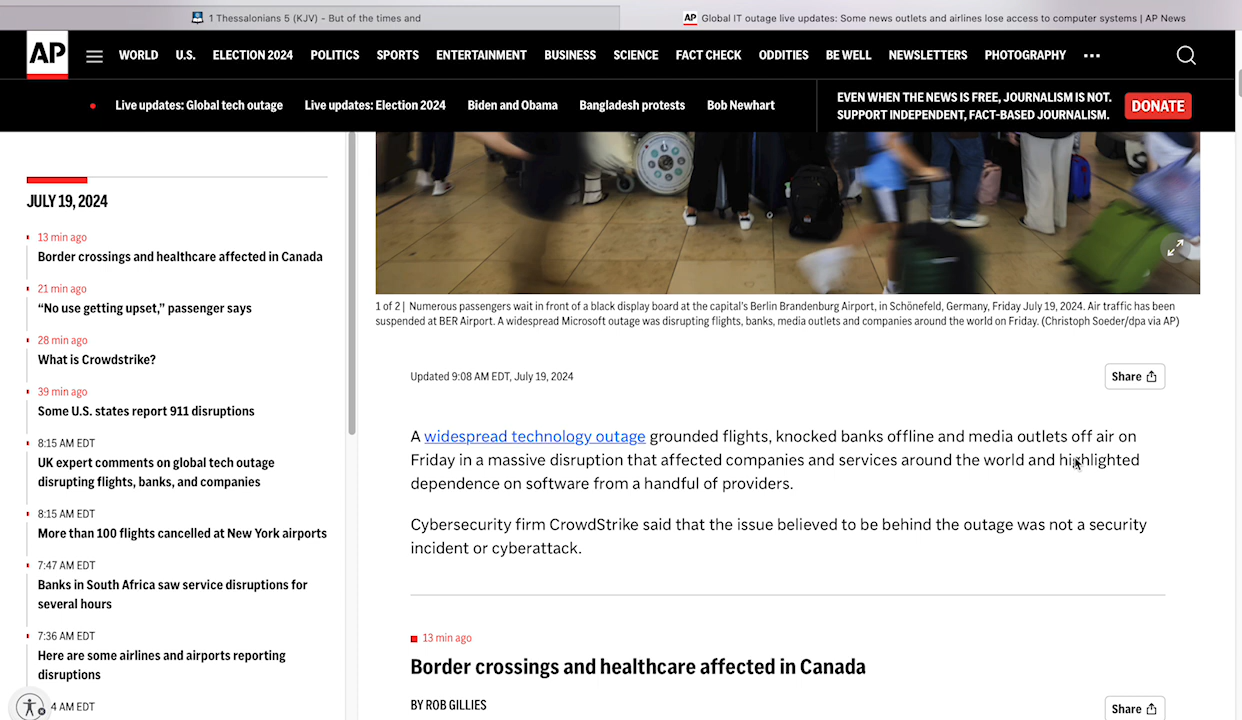 1 Thessalonians 5 (KJV) - But of the times and
AP Global IT outage live updates: Some news outlets and airlines lose access to computer systems | AP News
AP
WORLD U.S. ELECTION 2024 POLITICS SPORTS ENTERTAINMENT BUSINESS SCIENCE FACT CHECK ODDITIES BE WELL NEWSLETTERS PHOTOGRAPHY
Live updates: Global tech outage Live updates: Election 2024 Biden and Obama Bangladesh protests Bob Newhart
EVEN WHEN THE NEWS IS FREE, JOURNALISM IS NOT.
SUPPORT INDEPENDENT, FACT-BASED JOURNALISM.
DONATE
JULY 19, 2024
13 min ago
Border crossings and healthcare affected in Canada
21 min ago
“No use getting upset,” passenger says
28 min ago
What is Crowdstrike?
39 min ago
Some U.S. states report 911 disruptions
8:15 AM EDT
UK expert comments on global tech outage
disrupting flights, banks, and companies
8:15 AM EDT
More than 100 flights cancelled at New York airports
7:47 AM EDT
Banks in South Africa saw service disruptions for
several hours
7:36 AM EDT
Here are some airlines and airports reporting
disruptions
4 AM EDT
1 of 2 | Numerous passengers wait in front of a black display board at the capital's Berlin Brandenburg Airport, in Schönefeld, Germany, Friday July 19, 2024. Air traffic has been
suspended at BER Airport. A widespread Microsoft outage was disrupting flights, banks, media outlets and companies around the world on Friday. (Christoph Soeder/dpa via AP)
Updated 9:08 AM EDT, July 19, 2024
Share
A widespread technology outage grounded flights, knocked banks offline and media outlets off air on
Friday in a massive disruption that affected companies and services around the world and highlighted
dependence on software from a handful of providers.
Cybersecurity firm CrowdStrike said that the issue believed to be behind the outage was not a security
incident or cyberattack.
13 min ago
Border crossings and healthcare affected in Canada
BY ROB GILLIES
Share